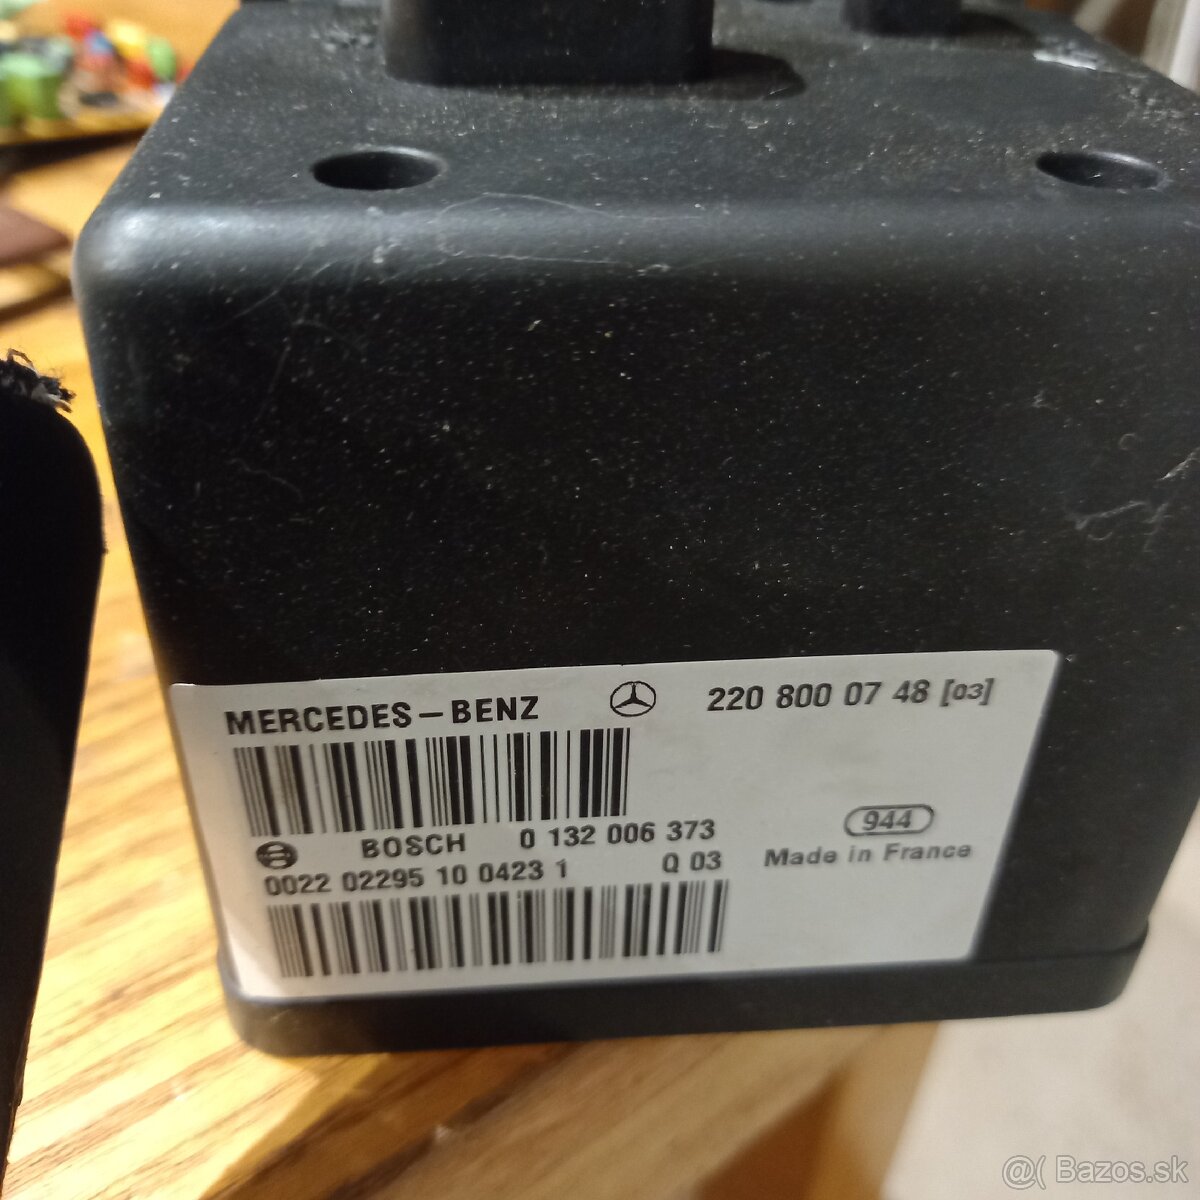 MERCEDES-BENZ 220 800 07 48 [03]
BOSCH 0 132 006 373
944
0022 02295 10 0423 1 Q 03
Made in France
@( Bazos.sk